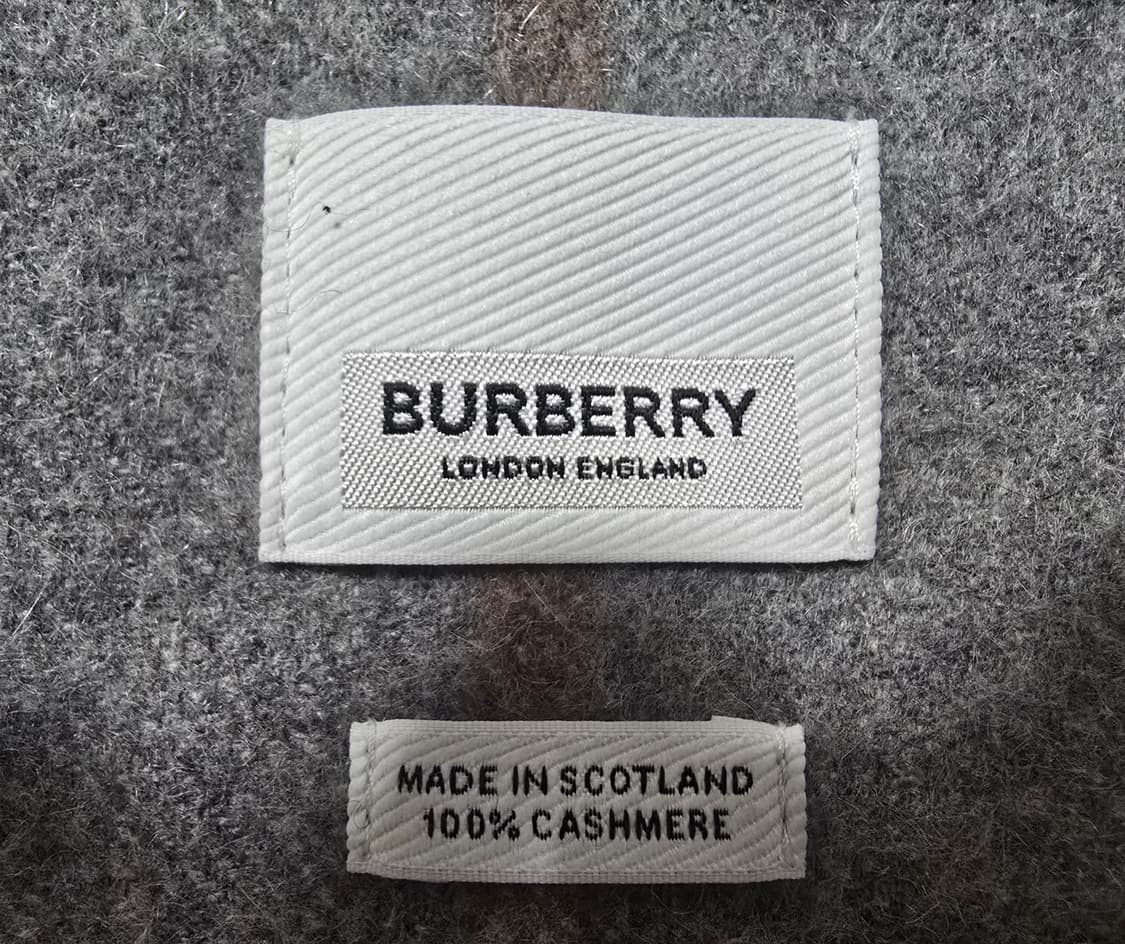 BURBERRY
LONDON ENGLAND
MADE IN SCOTLAND
100% CASHMERE